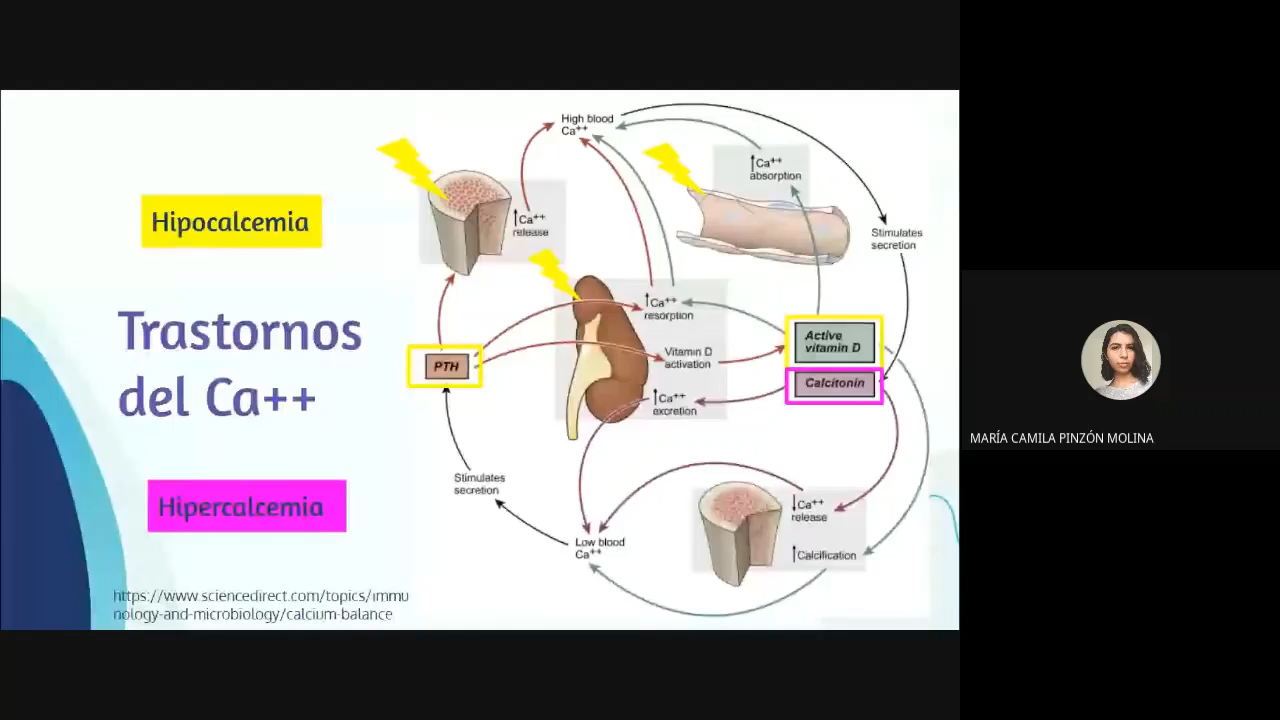 Hipocalcemia
Trastornos
del Ca++
Hipercalcemia
https://www.sciencedirect.com/topics/immu
nology-and-microbiology/calcium-balance
High blood
Ca++
↑Ca++
release
↑Ca++
absorption
Stimulates
secretion
↑Ca++
resorption
Vitamin D
activation
↑Ca++
excretion
PTH
Active
vitamin D
Calcitonin
Stimulates
secretion
Low blood
Ca++
↓Ca++
release
↑Calcification
MARÍA CAMILA PINZÓN MOLINA